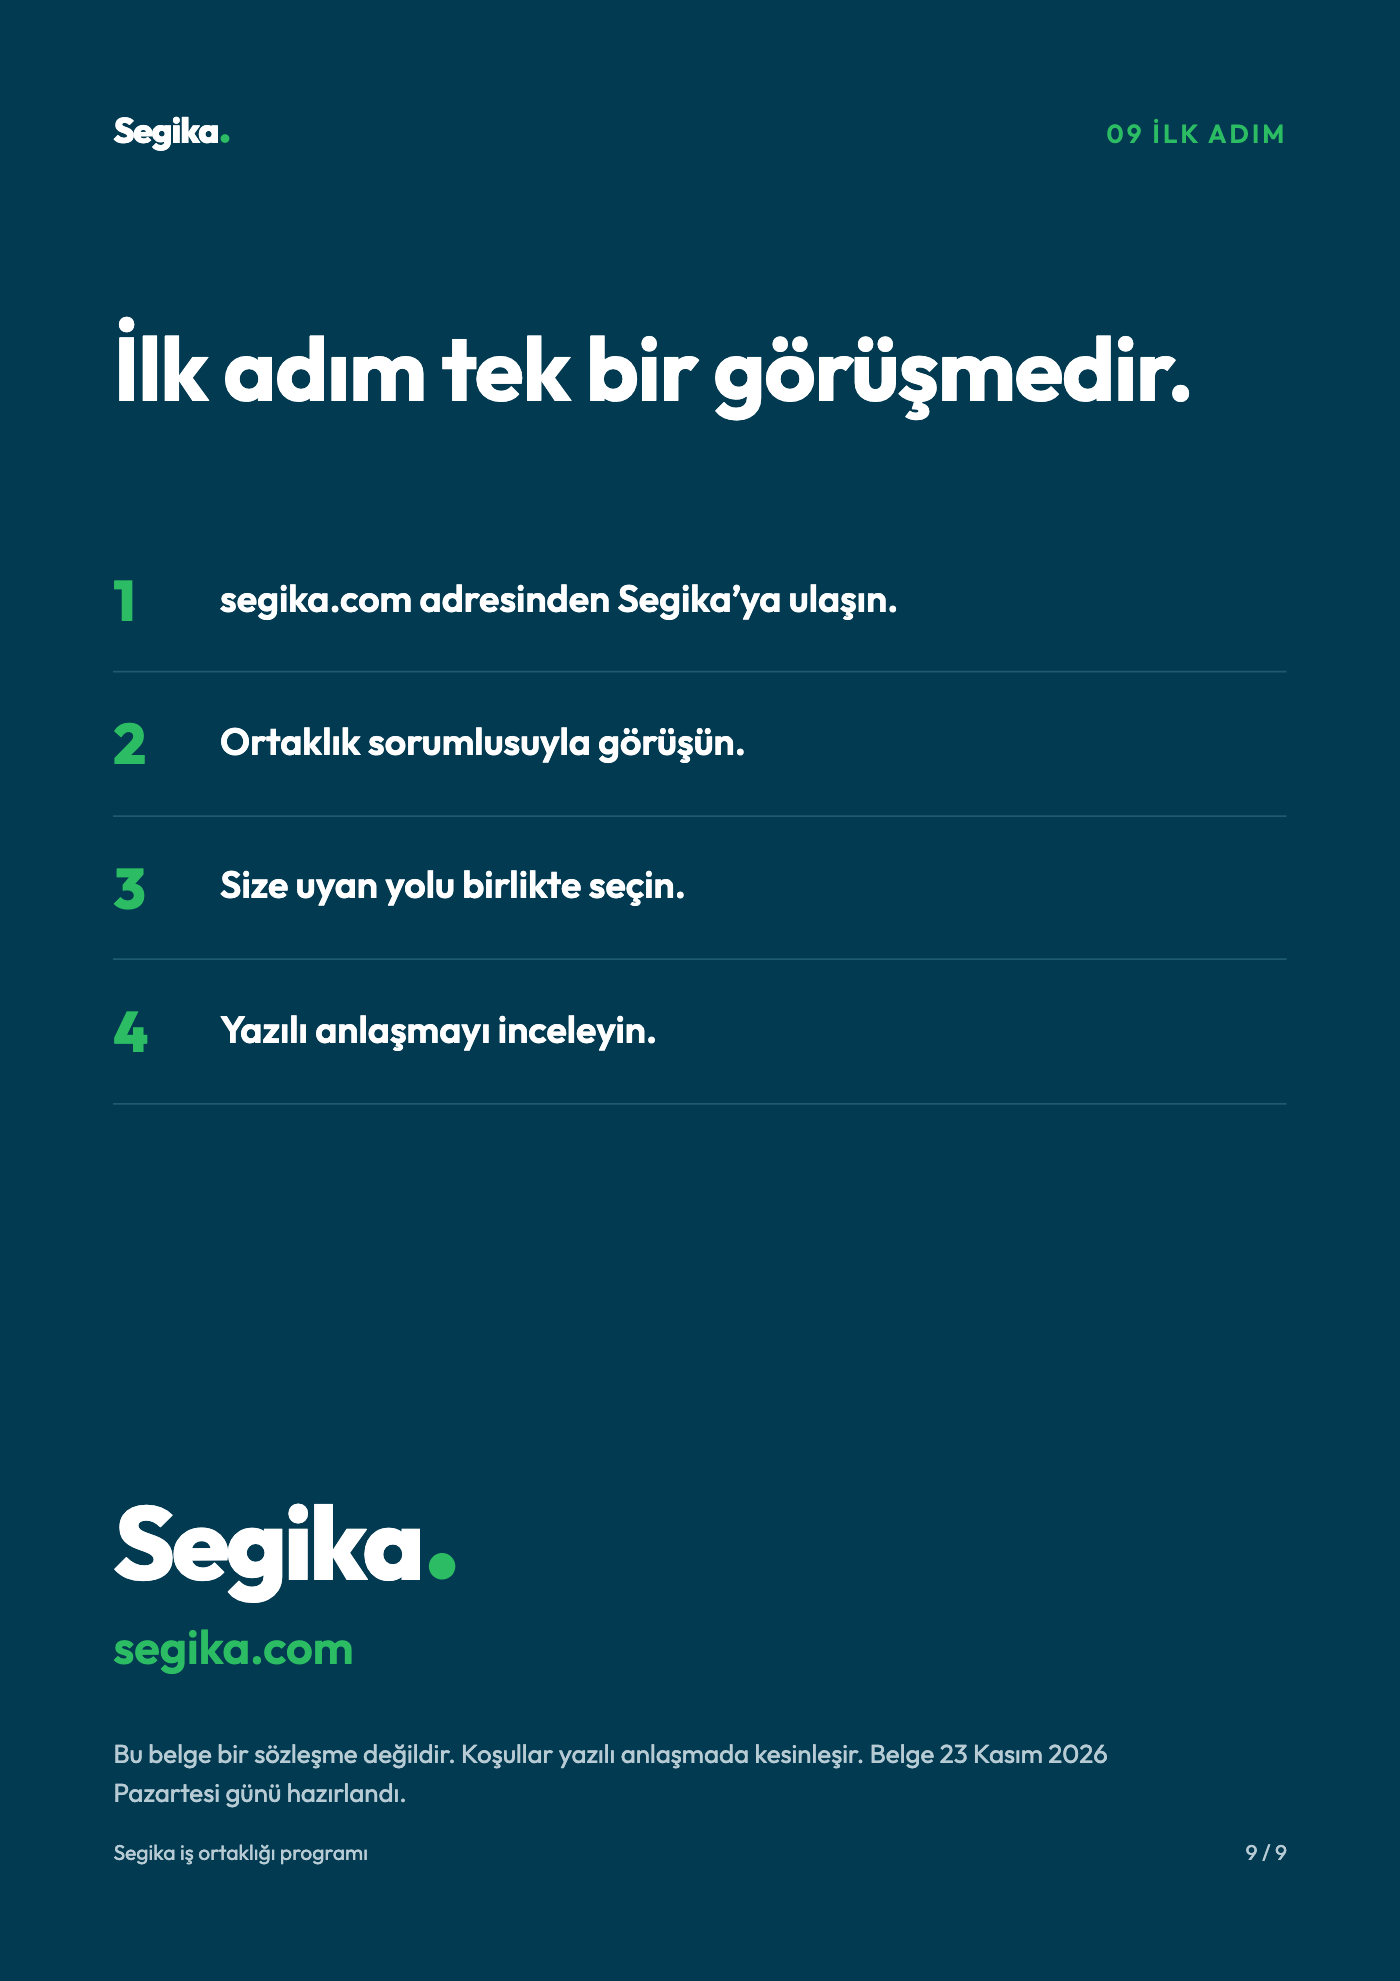 Segika.
09 İLK ADIM
İlk adım tek bir görüşmedir.
1 segika.com adresinden Segika’ya ulaşın.
2 Ortaklık sorumlusuyla görüşün.
3 Size uyan yolu birlikte seçin.
4 Yazılı anlaşmayı inceleyin.
Segika.
segika.com
Bu belge bir sözleşme değildir. Koşullar yazılı anlaşmada kesinleşir. Belge 23 Kasım 2026
Pazartesi günü hazırlandı.
Segika iş ortaklığı programı
9 / 9